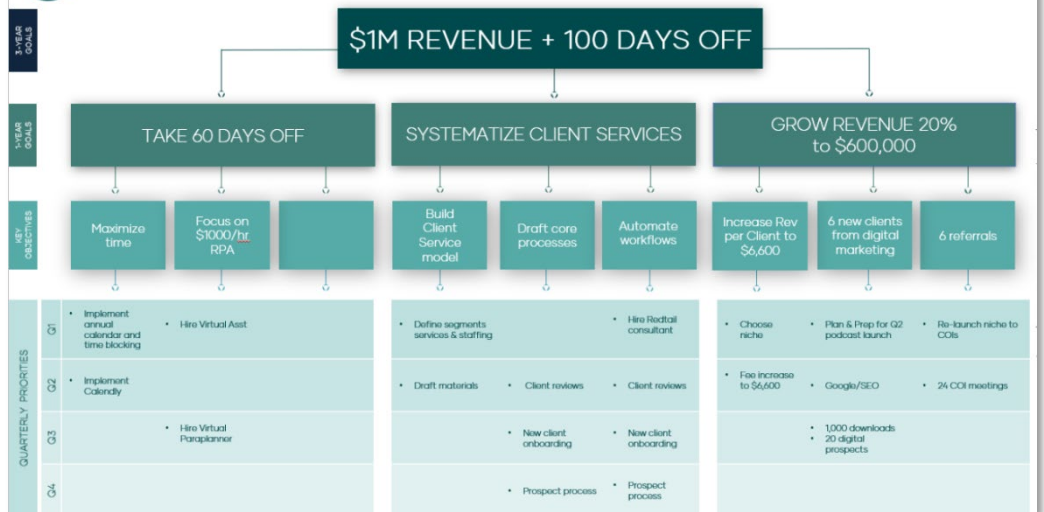 3-YEAR
GOALS
$1M REVENUE + 100 DAYS OFF
1-YEAR
GOALS
TAKE 60 DAYS OFF
SYSTEMATIZE CLIENT SERVICES
GROW REVENUE 20%
to $600,000
KEY
OBJECTIVES
Maximize
time
Focus on
$1000/hr
RPA
Build
Client
Service
model
Draft core
processes
Automate
workflows
Increase Rev
per Client to
$6,600
6 new clients
from digital
marketing
6 referrals
QUARTERLY PRIORITIES
Q1
• Implement
annual
calendar and
time blocking
• Hire Virtual Asst
• Define segments
services & staffing
• Hire Redtail
consultant
• Choose
niche
• Plan & Prep for Q2
podcast launch
• Re-launch niche to
COIs
Q2
• Implement
Calendly
• Draft materials
• Client reviews
• Client reviews
• Fee increase
to $6,600
• Google/SEO
• 24 COI meetings
Q3
• Hire Virtual
Paraplanner
• New client
onboarding
• New client
onboarding
• 1,000 downloads
• 20 digital
prospects
Q4
• Prospect process
• Prospect
process